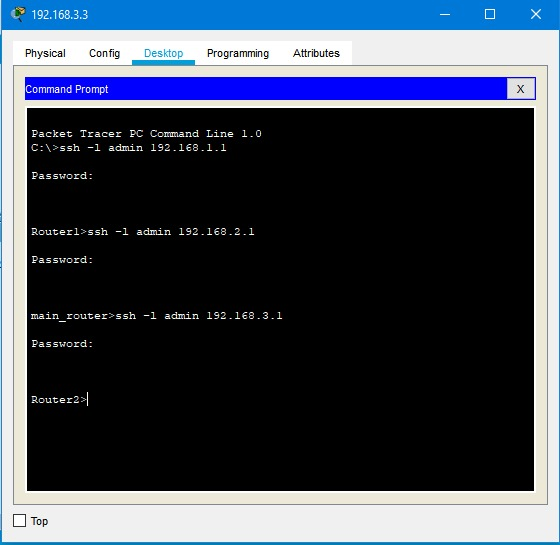 192.168.3.3
Physical Config Desktop Programming Attributes
Command Prompt X
Packet Tracer PC Command Line 1.0
C:\>ssh -l admin 192.168.1.1
Password:
Router1>ssh -l admin 192.168.2.1
Password:
main_router>ssh -l admin 192.168.3.1
Password:
Router2>
Top